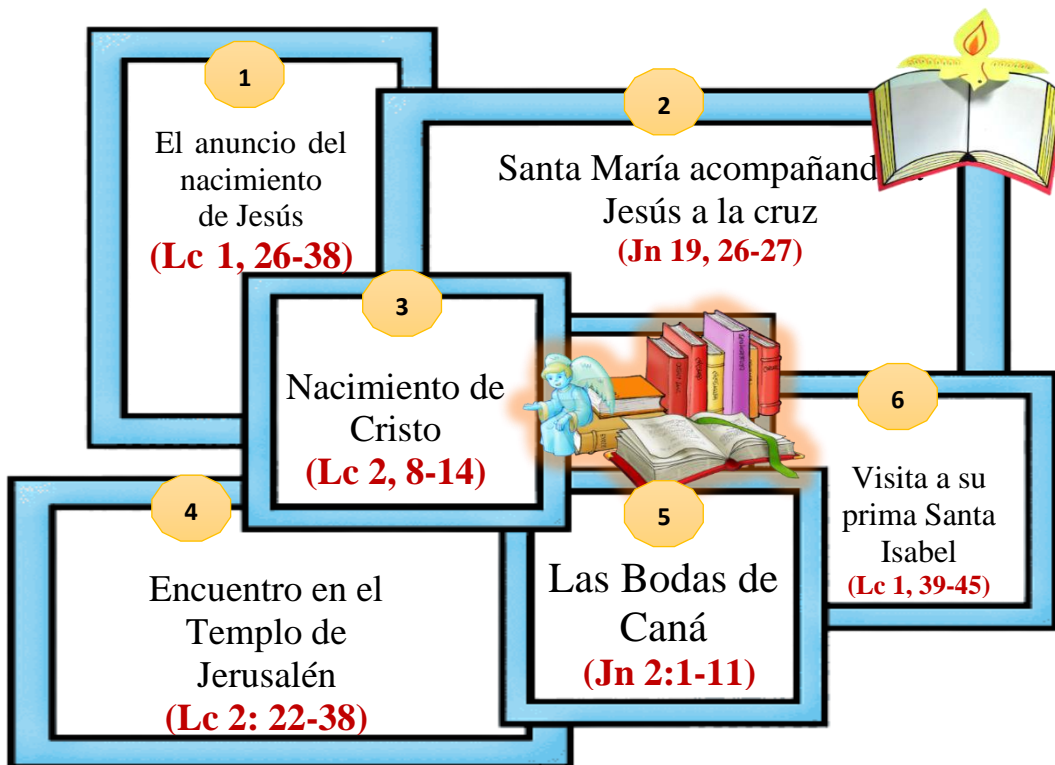 1
El anuncio del
nacimiento
de Jesús
(Lc 1, 26-38)
2
Santa María acompañand
Jesús a la cruz
(Jn 19, 26-27)
3
Nacimiento de
Cristo
(Lc 2, 8-14)
4
Encuentro en el
Templo de
Jerusalén
(Lc 2: 22-38)
5
Las Bodas de
Caná
(Jn 2:1-11)
6
Visita a su
prima Santa
Isabel
(Lc 1, 39-45)